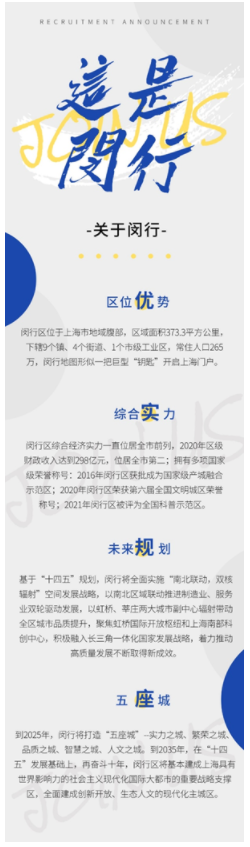 RECRUITMENT ANNOUNCEMENT
這是
閔行
JOIN US
-关于闵行-
区位优势
闵行区位于上海市地域腹部，区域面积373.3平方公里，
下辖9个镇、4个街道、1个市级工业区，常住人口265
万，闵行地图形似一把巨型“钥匙”开启上海门户。
综合实力
闵行区综合经济实力一直位居全市前列，2020年区级
财政收入达到298亿元，位居全市第二；拥有多项国家
级荣誉称号：2016年闵行区获批成为国家级产城融合
示范区；2020年闵行区荣获第六届全国文明城区荣誉
称号；2021年闵行区被评为全国科普示范区。
未来规划
基于“十四五”规划，闵行将全面实施“南北联动，双核
辐射”空间发展战略，以南北区域联动推进制造业、服务
业双轮驱动发展，以虹桥、莘庄两大城市副中心辐射带动
全区城市品质提升，聚焦虹桥国际开放枢纽和上海南部科
创中心，积极融入长三角一体化国家发展战略，着力推动
高质量发展不断取得新成效。
五座城
到2025年，闵行将打造“五座城”–实力之城、繁荣之城、
品质之城、智慧之城、人文之城。到2035年，在“十四
五”发展基础上，再奋斗十年，闵行区将基本建成上海具有
世界影响力的社会主义现代化国际大都市的重要战略支撑
区，全面建成创新开放、生态人文的现代化主城区。
JOIN US
JOIN US